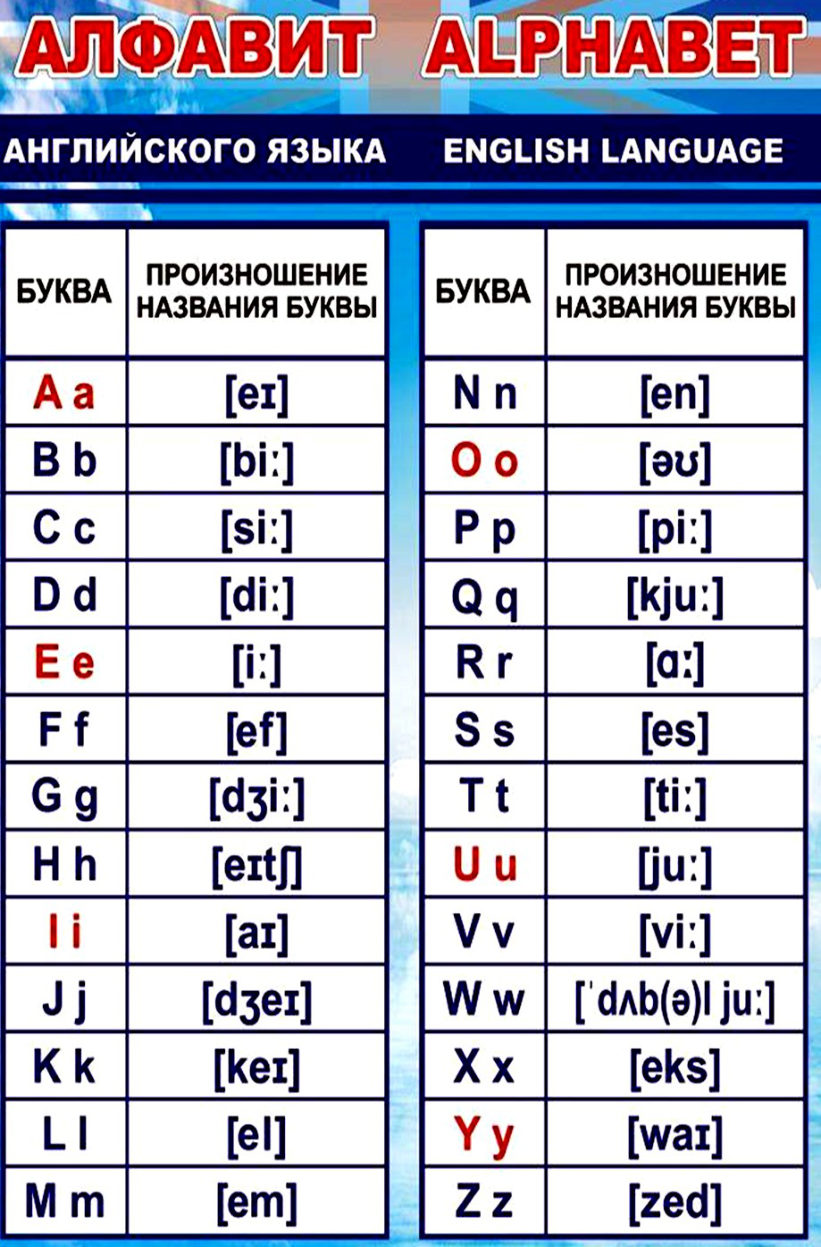 АЛФАВИТ ALPHABET
АНГЛИЙСКОГО ЯЗЫКА ENGLISH LANGUAGE
БУКВА ПРОИЗНОШЕНИЕ НАЗВАНИЯ БУКВЫ БУКВА ПРОИЗНОШЕНИЕ НАЗВАНИЯ БУКВЫ
A a [eɪ] N n [en]
B b [biː] O o [əʊ]
C c [siː] P p [piː]
D d [diː] Q q [kjuː]
E e [iː] R r [ɑː]
F f [ef] S s [es]
G g [dʒiː] T t [tiː]
H h [eɪtʃ] U u [juː]
I i [aɪ] V v [viː]
J j [dʒeɪ] W w [ˈdʌb(ə)l juː]
K k [keɪ] X x [eks]
L l [el] Y y [waɪ]
M m [em] Z z [zed]